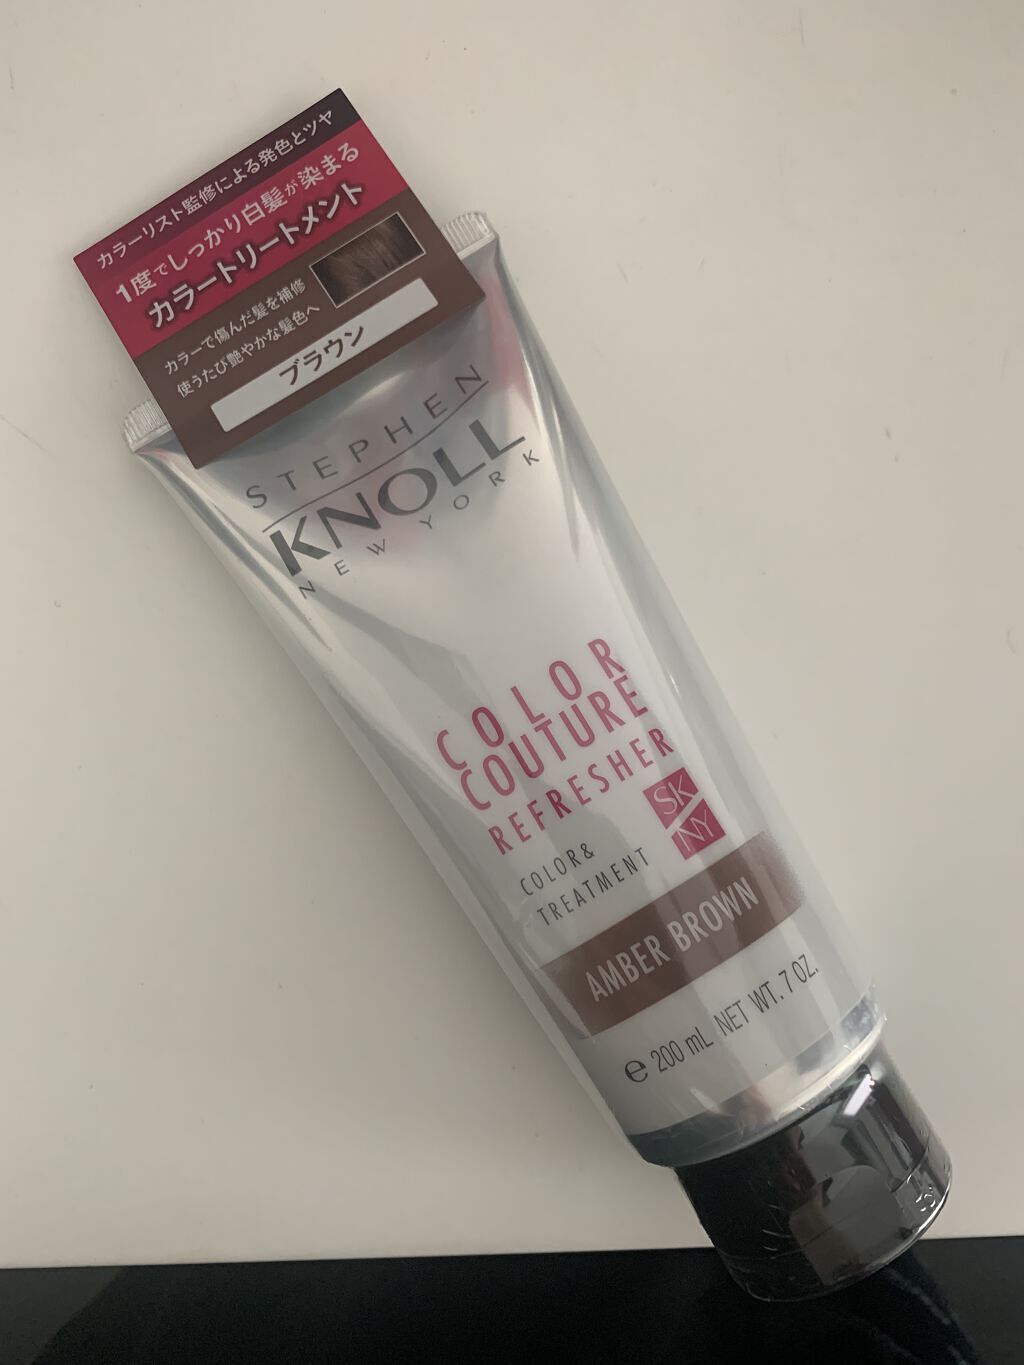 カラーリスト監修による発色とツヤ
1度でしっかり白髪が染まる
カラートリートメント
カラーで傷んだ髪を補修
使うたび艶やかな髪色へ
ブラウン
STEPHEN
KNOLL
NEW YORK
COLOR
COUTURE
REFRESHER
SK
NY
COLOR&
TREATMENT
AMBER BROWN
e 200 mL NET WT. 7 OZ.